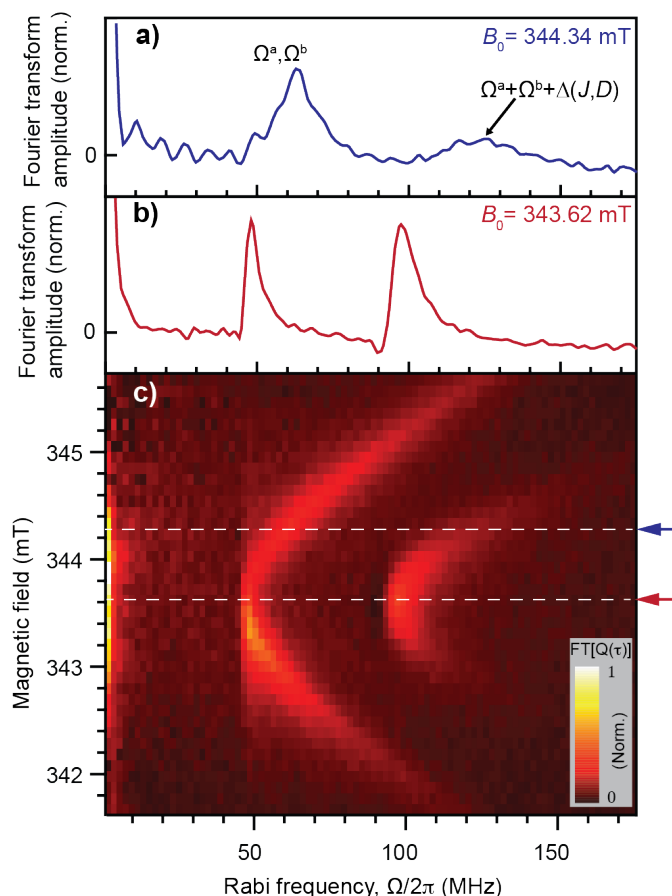 a)
B₀= 344.34 mT
Ωᵃ,Ωᵇ
Ωᵃ+Ωᵇ+Δ(J,D)
Fourier transform
amplitude (norm.)
0
b)
B₀= 343.62 mT
Fourier transform
amplitude (norm.)
0
c)
345
344
343
342
Magnetic field (mT)
FT[Q(τ)]
1
(Norm.)
0
50
100
150
Rabi frequency, Ω/2π (MHz)